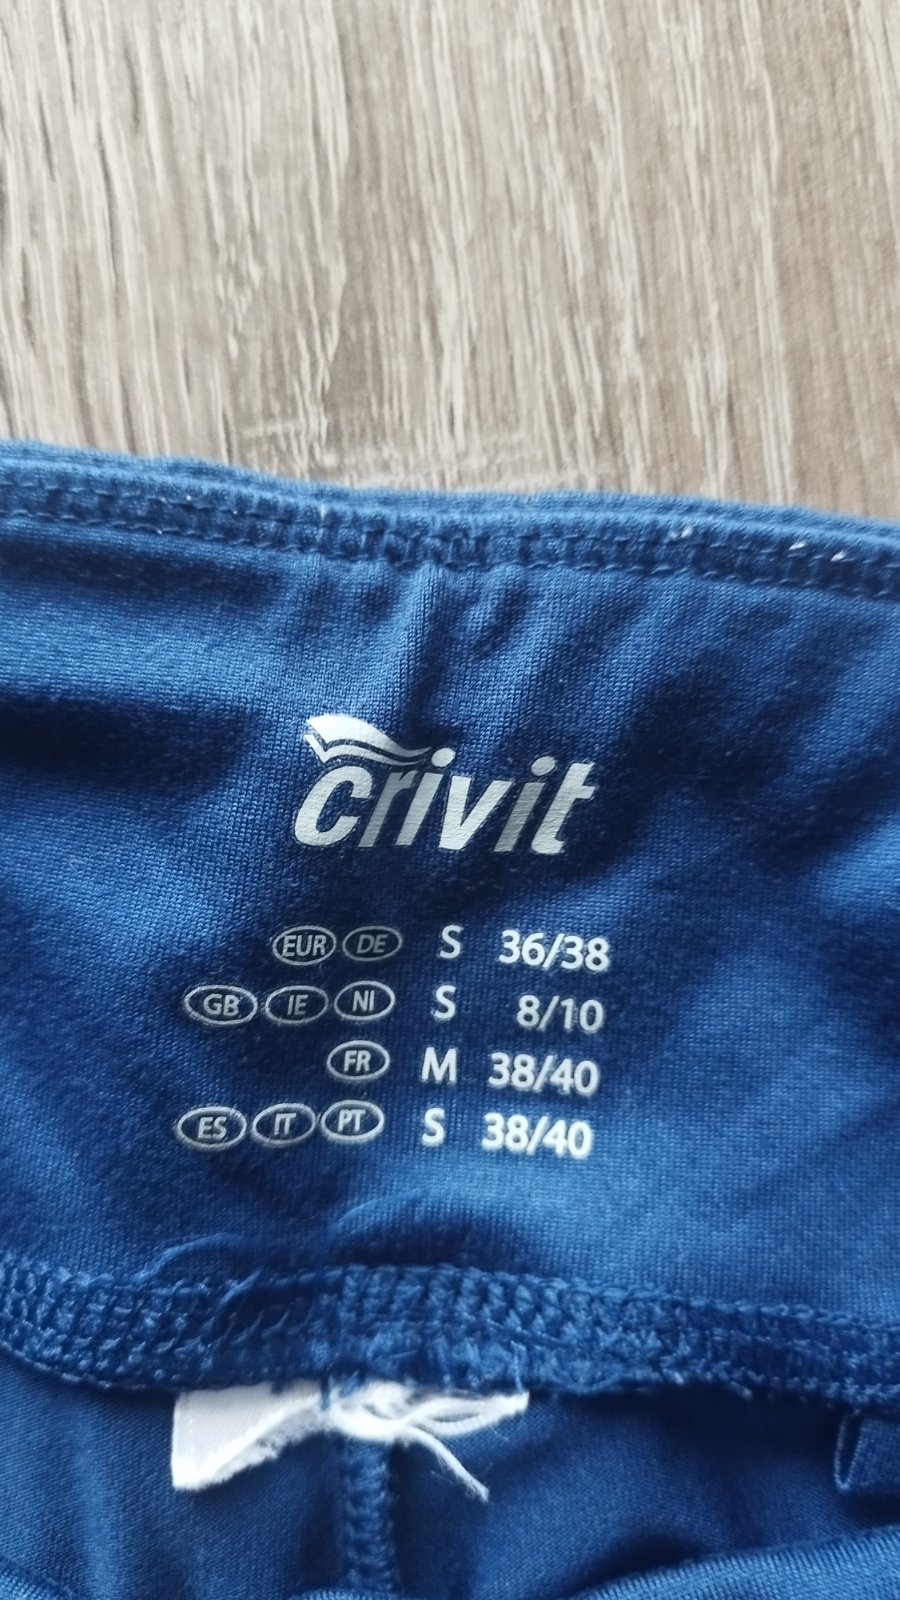 crivit
EUR DE S 36/38
GB IE NI S 8/10
FR M 38/40
ES IT PT S 38/40